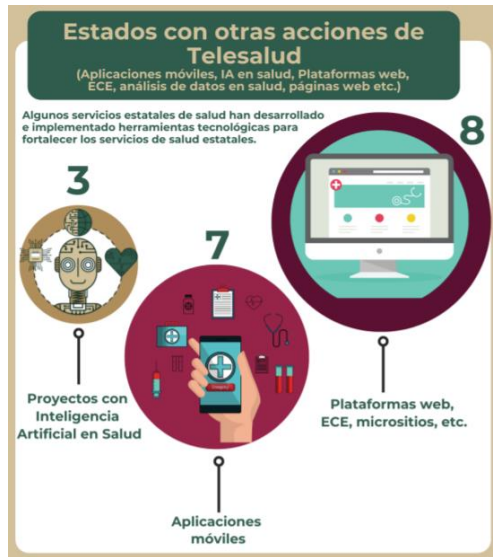 Estados con otras acciones de
Telesalud
(Aplicaciones móviles, IA en salud, Plataformas web,
ECE, análisis de datos en salud, páginas web etc.)
Algunos servicios estatales de salud han desarrollado
e implementado herramientas tecnológicas para
fortalecer los servicios de salud estatales.
8
3
7
Proyectos con
Inteligencia
Artificial en Salud
Plataformas web,
ECE, micrositios, etc.
Aplicaciones
móviles